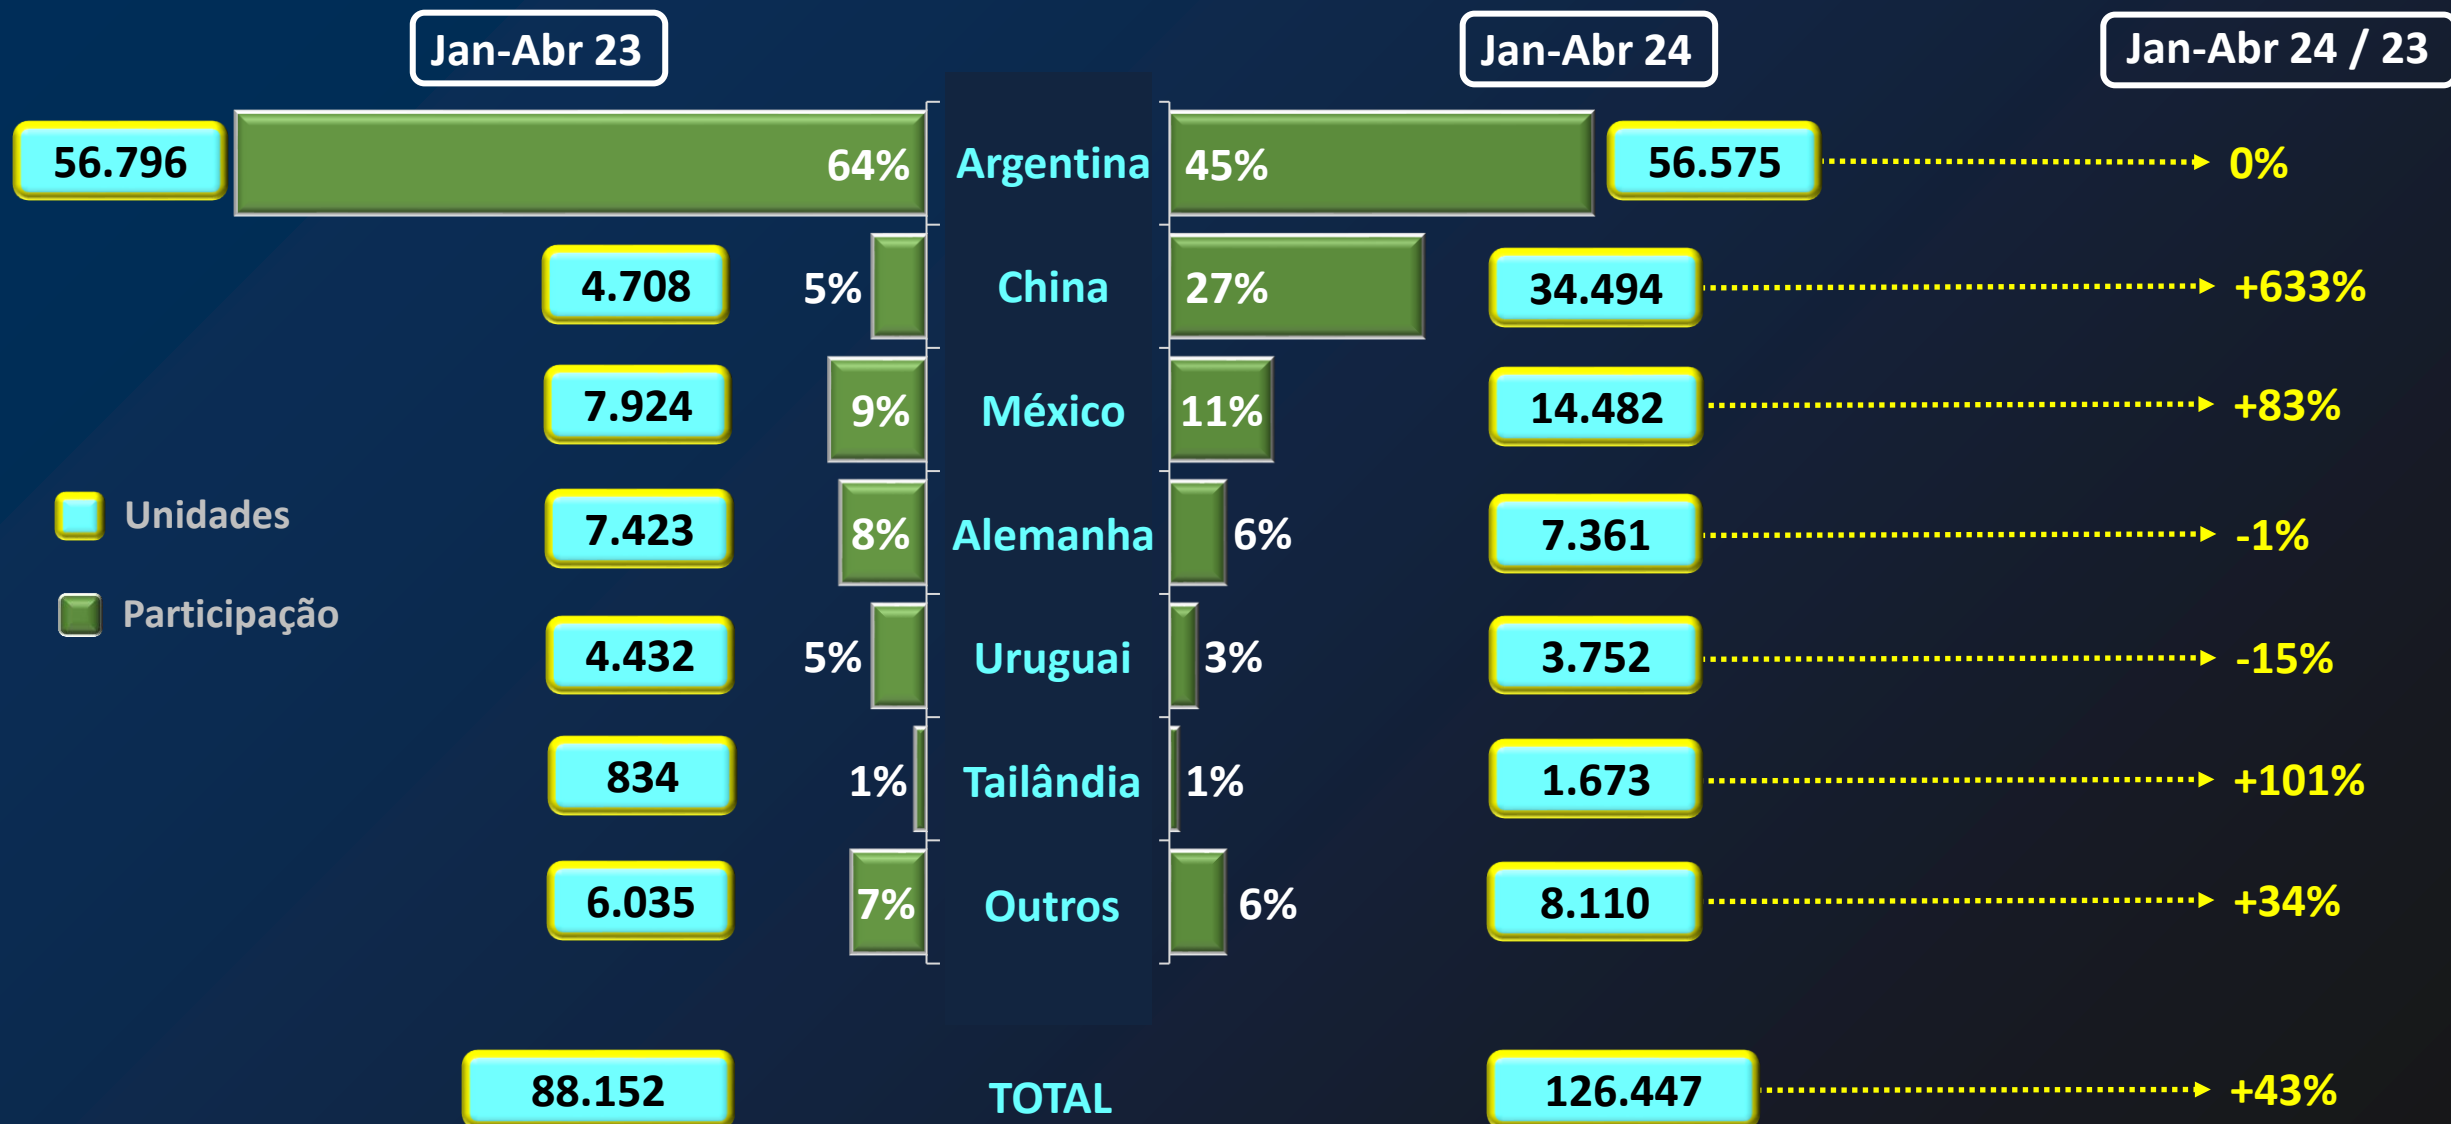 Jan-Abr 23 Jan-Abr 24 Jan-Abr 24 / 23
56.796 64% Argentina 45% 56.575 0%
4.708 5% China 27% 34.494 +633%
7.924 9% México 11% 14.482 +83%
7.423 8% Alemanha 6% 7.361 -1%
Unidades
4.432 5% Uruguai 3% 3.752 -15%
Participação
834 1% Tailândia 1% 1.673 +101%
6.035 7% Outros 6% 8.110 +34%
88.152 TOTAL 126.447 +43%